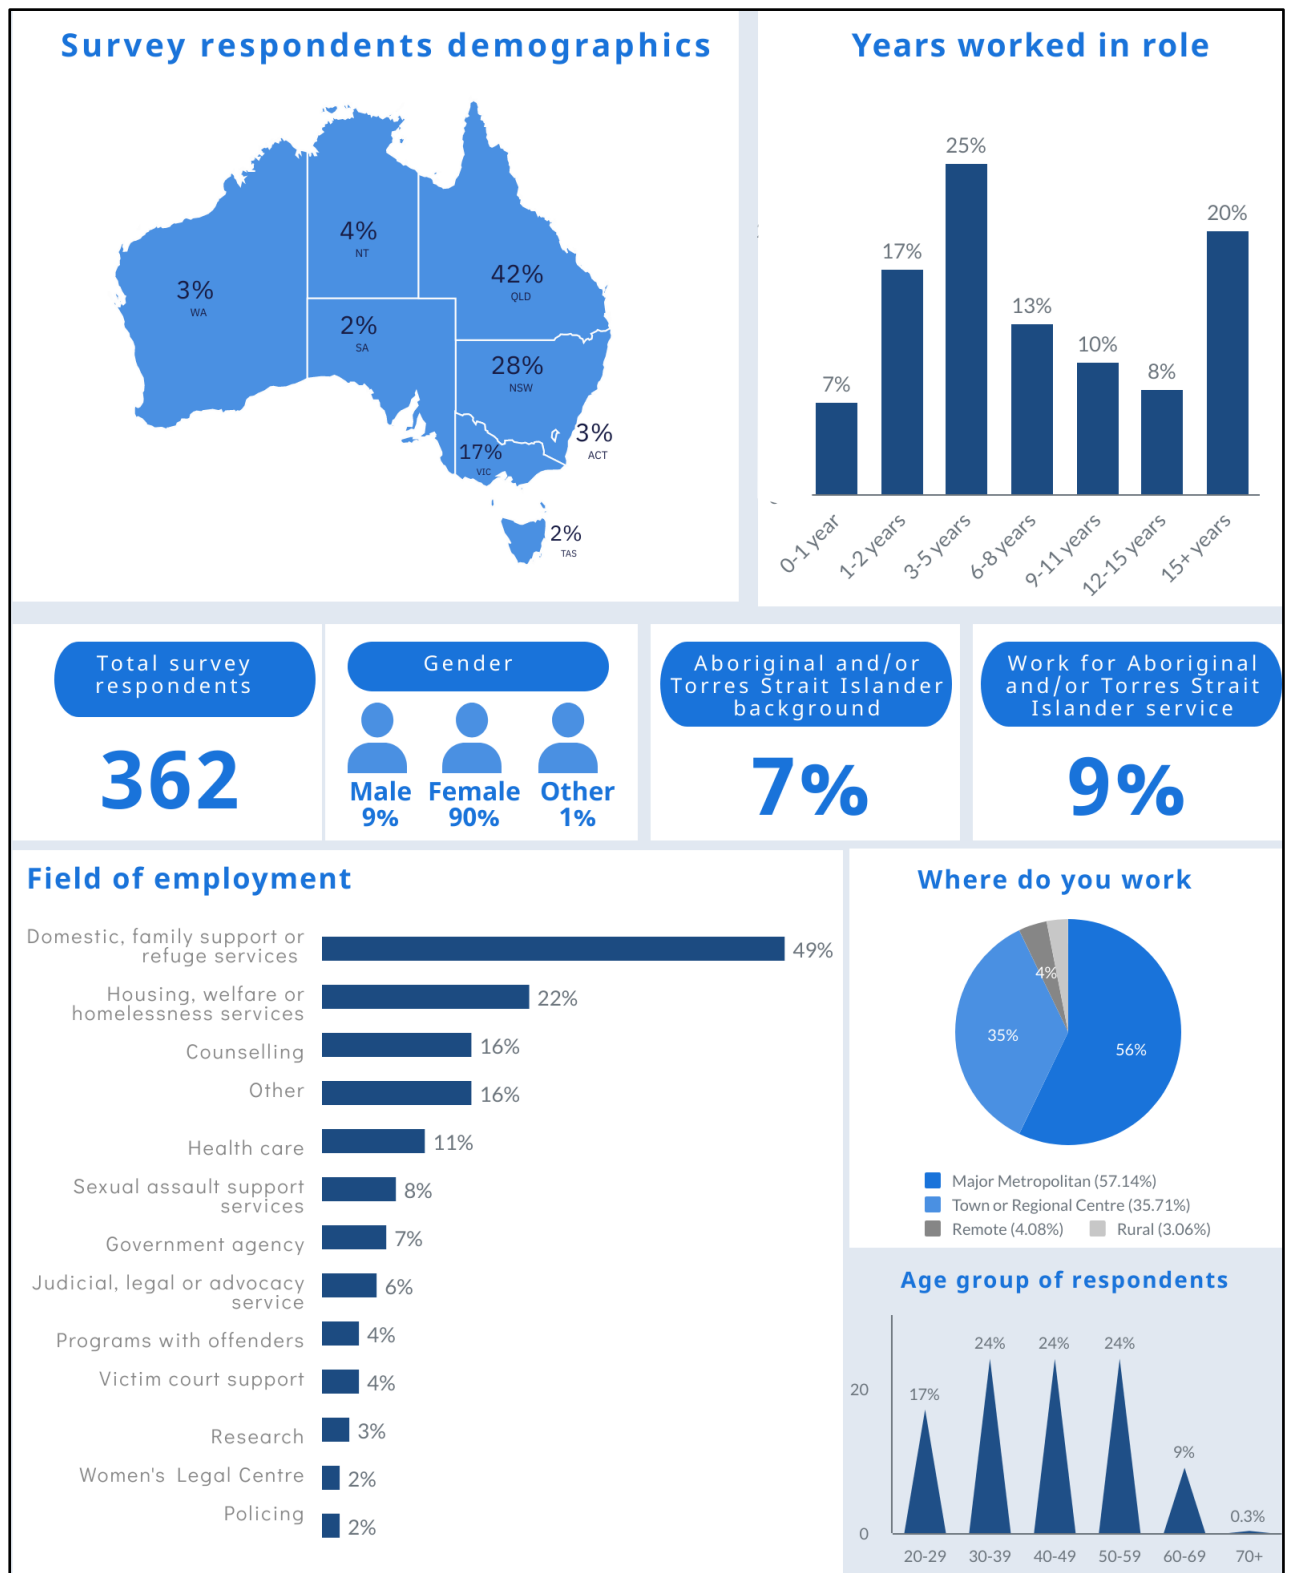 Survey respondents demographics
4%
NT
3%
WA
42%
QLD
2%
SA
28%
NSW
3%
ACT
17%
VIC
2%
TAS
Years worked in role
25%
20%
17%
13%
10%
8%
7%
0-1 year
1-2 years
3-5 years
6-8 years
9-11 years
12-15 years
15+ years
Total survey
respondents
362
Gender
Male Female Other
9% 90% 1%
Aboriginal and/or
Torres Strait Islander
background
7%
Work for Aboriginal
and/or Torres Strait
Islander service
9%
Field of employment
Domestic, family support or
refuge services
49%
Housing, welfare or
homelessness services
22%
Counselling
16%
Other
16%
Health care
11%
Sexual assault support
services
8%
Government agency
7%
Judicial, legal or advocacy
service
6%
Programs with offenders
4%
Victim court support
4%
Research
3%
Women's Legal Centre
2%
Policing
2%
Where do you work
4%
35%
56%
Major Metropolitan (57.14%)
Town or Regional Centre (35.71%)
Remote (4.08%) Rural (3.06%)
Age group of respondents
24% 24% 24%
20
17%
9%
0.3%
0
20-29 30-39 40-49 50-59 60-69 70+